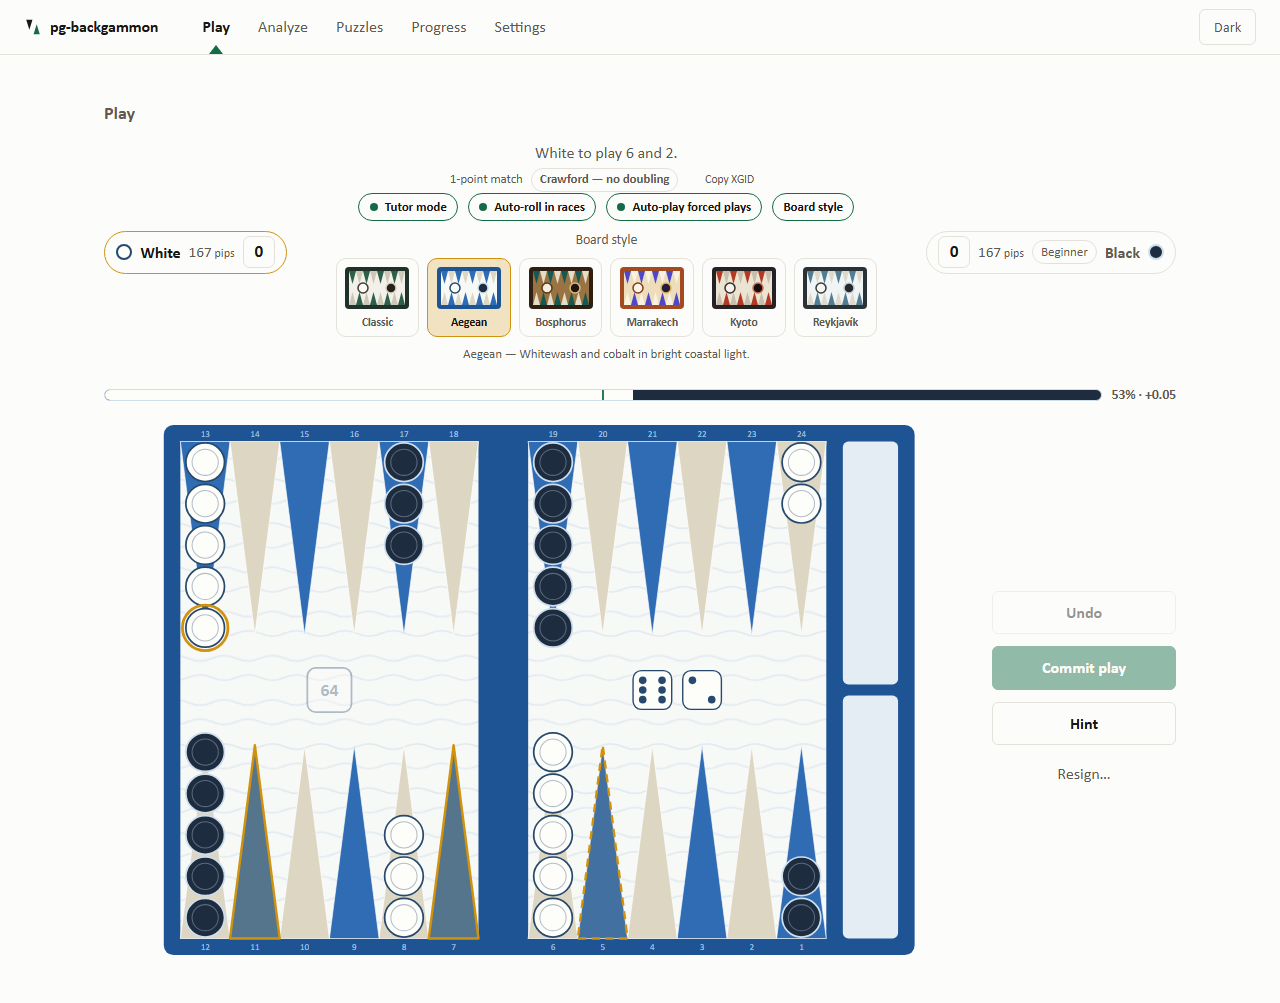 pg-backgammon Play Analyze Puzzles Progress Settings Dark
Play
White to play 6 and 2.
1-point match Crawford — no doubling Copy XGID
Tutor mode Auto-roll in races Auto-play forced plays Board style
White 167 pips 0
Board style
0 167 pips Beginner Black
Classic Aegean Bosphorus Marrakech Kyoto Reykjavík
Aegean — Whitewash and cobalt in bright coastal light.
53% · +0.05
13 14 15 16 17 18 19 20 21 22 23 24
64
Undo
Commit play
Hint
Resign...
12 11 10 9 8 7 6 5 4 3 2 1